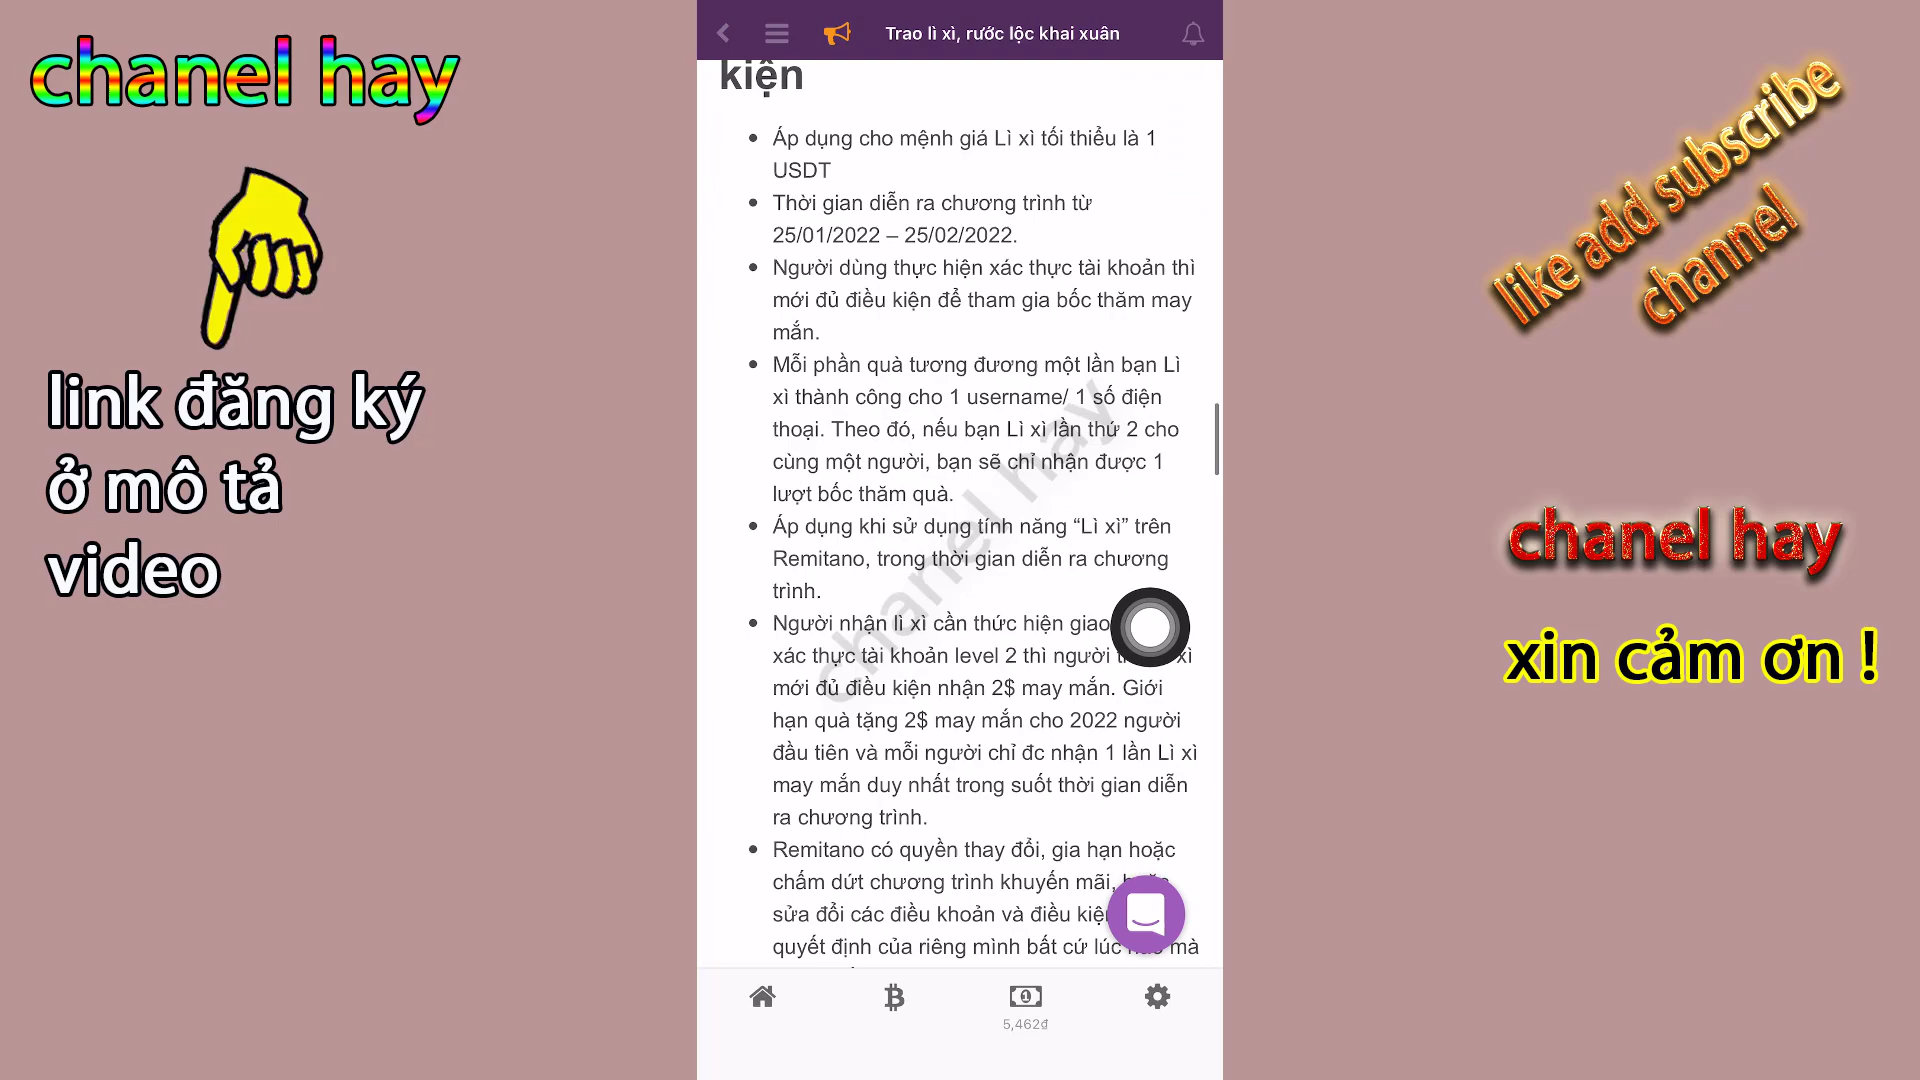 chanel hay
link đăng ký
ở mô tả
video
Trao lì xì, rước lộc khai xuân
kiện
Áp dụng cho mệnh giá Lì xì tối thiểu là 1
USDT
Thời gian diễn ra chương trình từ
25/01/2022 – 25/02/2022.
Người dùng thực hiện xác thực tài khoản thì
mới đủ điều kiện để tham gia bốc thăm may
mắn.
Mỗi phần quà tương đương một lần bạn Lì
xì thành công cho 1 username/ 1 số điện
thoại. Theo đó, nếu bạn Lì xì lần thứ 2 cho
cùng một người, bạn sẽ chỉ nhận được 1
lượt bốc thăm quà.
Áp dụng khi sử dụng tính năng “Lì xì” trên
Remitano, trong thời gian diễn ra chương
trình.
Người nhận lì xì cần thức hiện giao
xác thực tài khoản level 2 thì người xì
mới đủ điều kiện nhận 2$ may mắn. Giới
hạn quà tặng 2$ may mắn cho 2022 người
đầu tiên và mỗi người chỉ đc nhận 1 lần Lì xì
may mắn duy nhất trong suốt thời gian diễn
ra chương trình.
Remitano có quyền thay đổi, gia hạn hoặc
chấm dứt chương trình khuyến mãi,
sửa đổi các điều khoản và điều kiện
quyết định của riêng mình bất cứ lúc mà
chanel hay
5,462₫
like add subscribe
channel
chanel hay
xin cảm ơn !